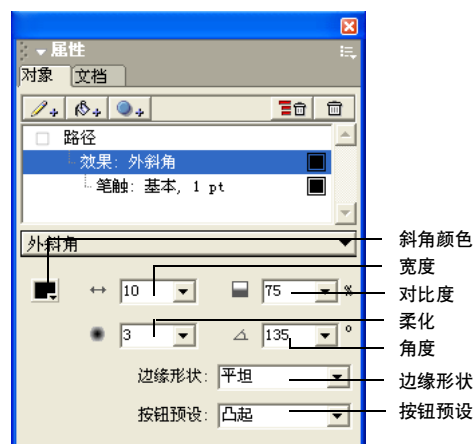 属性
对象 文档
路径
效果: 外斜角
笔触: 基本, 1 pt
外斜角
斜角颜色
宽度
10 75 %
对比度
柔化
3 135 °
角度
边缘形状: 平坦
边缘形状
按钮预设: 凸起
按钮预设